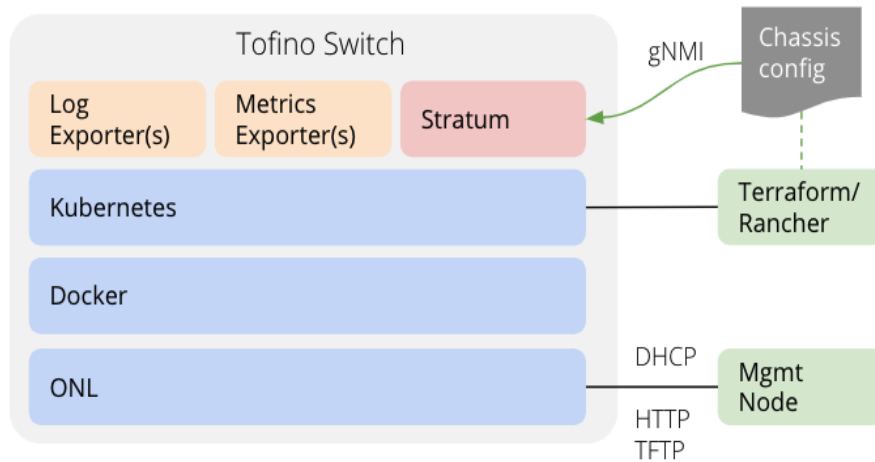 Tofino Switch
gNMI
Chassis
config
Log
Exporter(s)
Metrics
Exporter(s)
Stratum
Kubernetes
Terraform/
Rancher
Docker
ONL
DHCP
HTTP
TFTP
Mgmt
Node